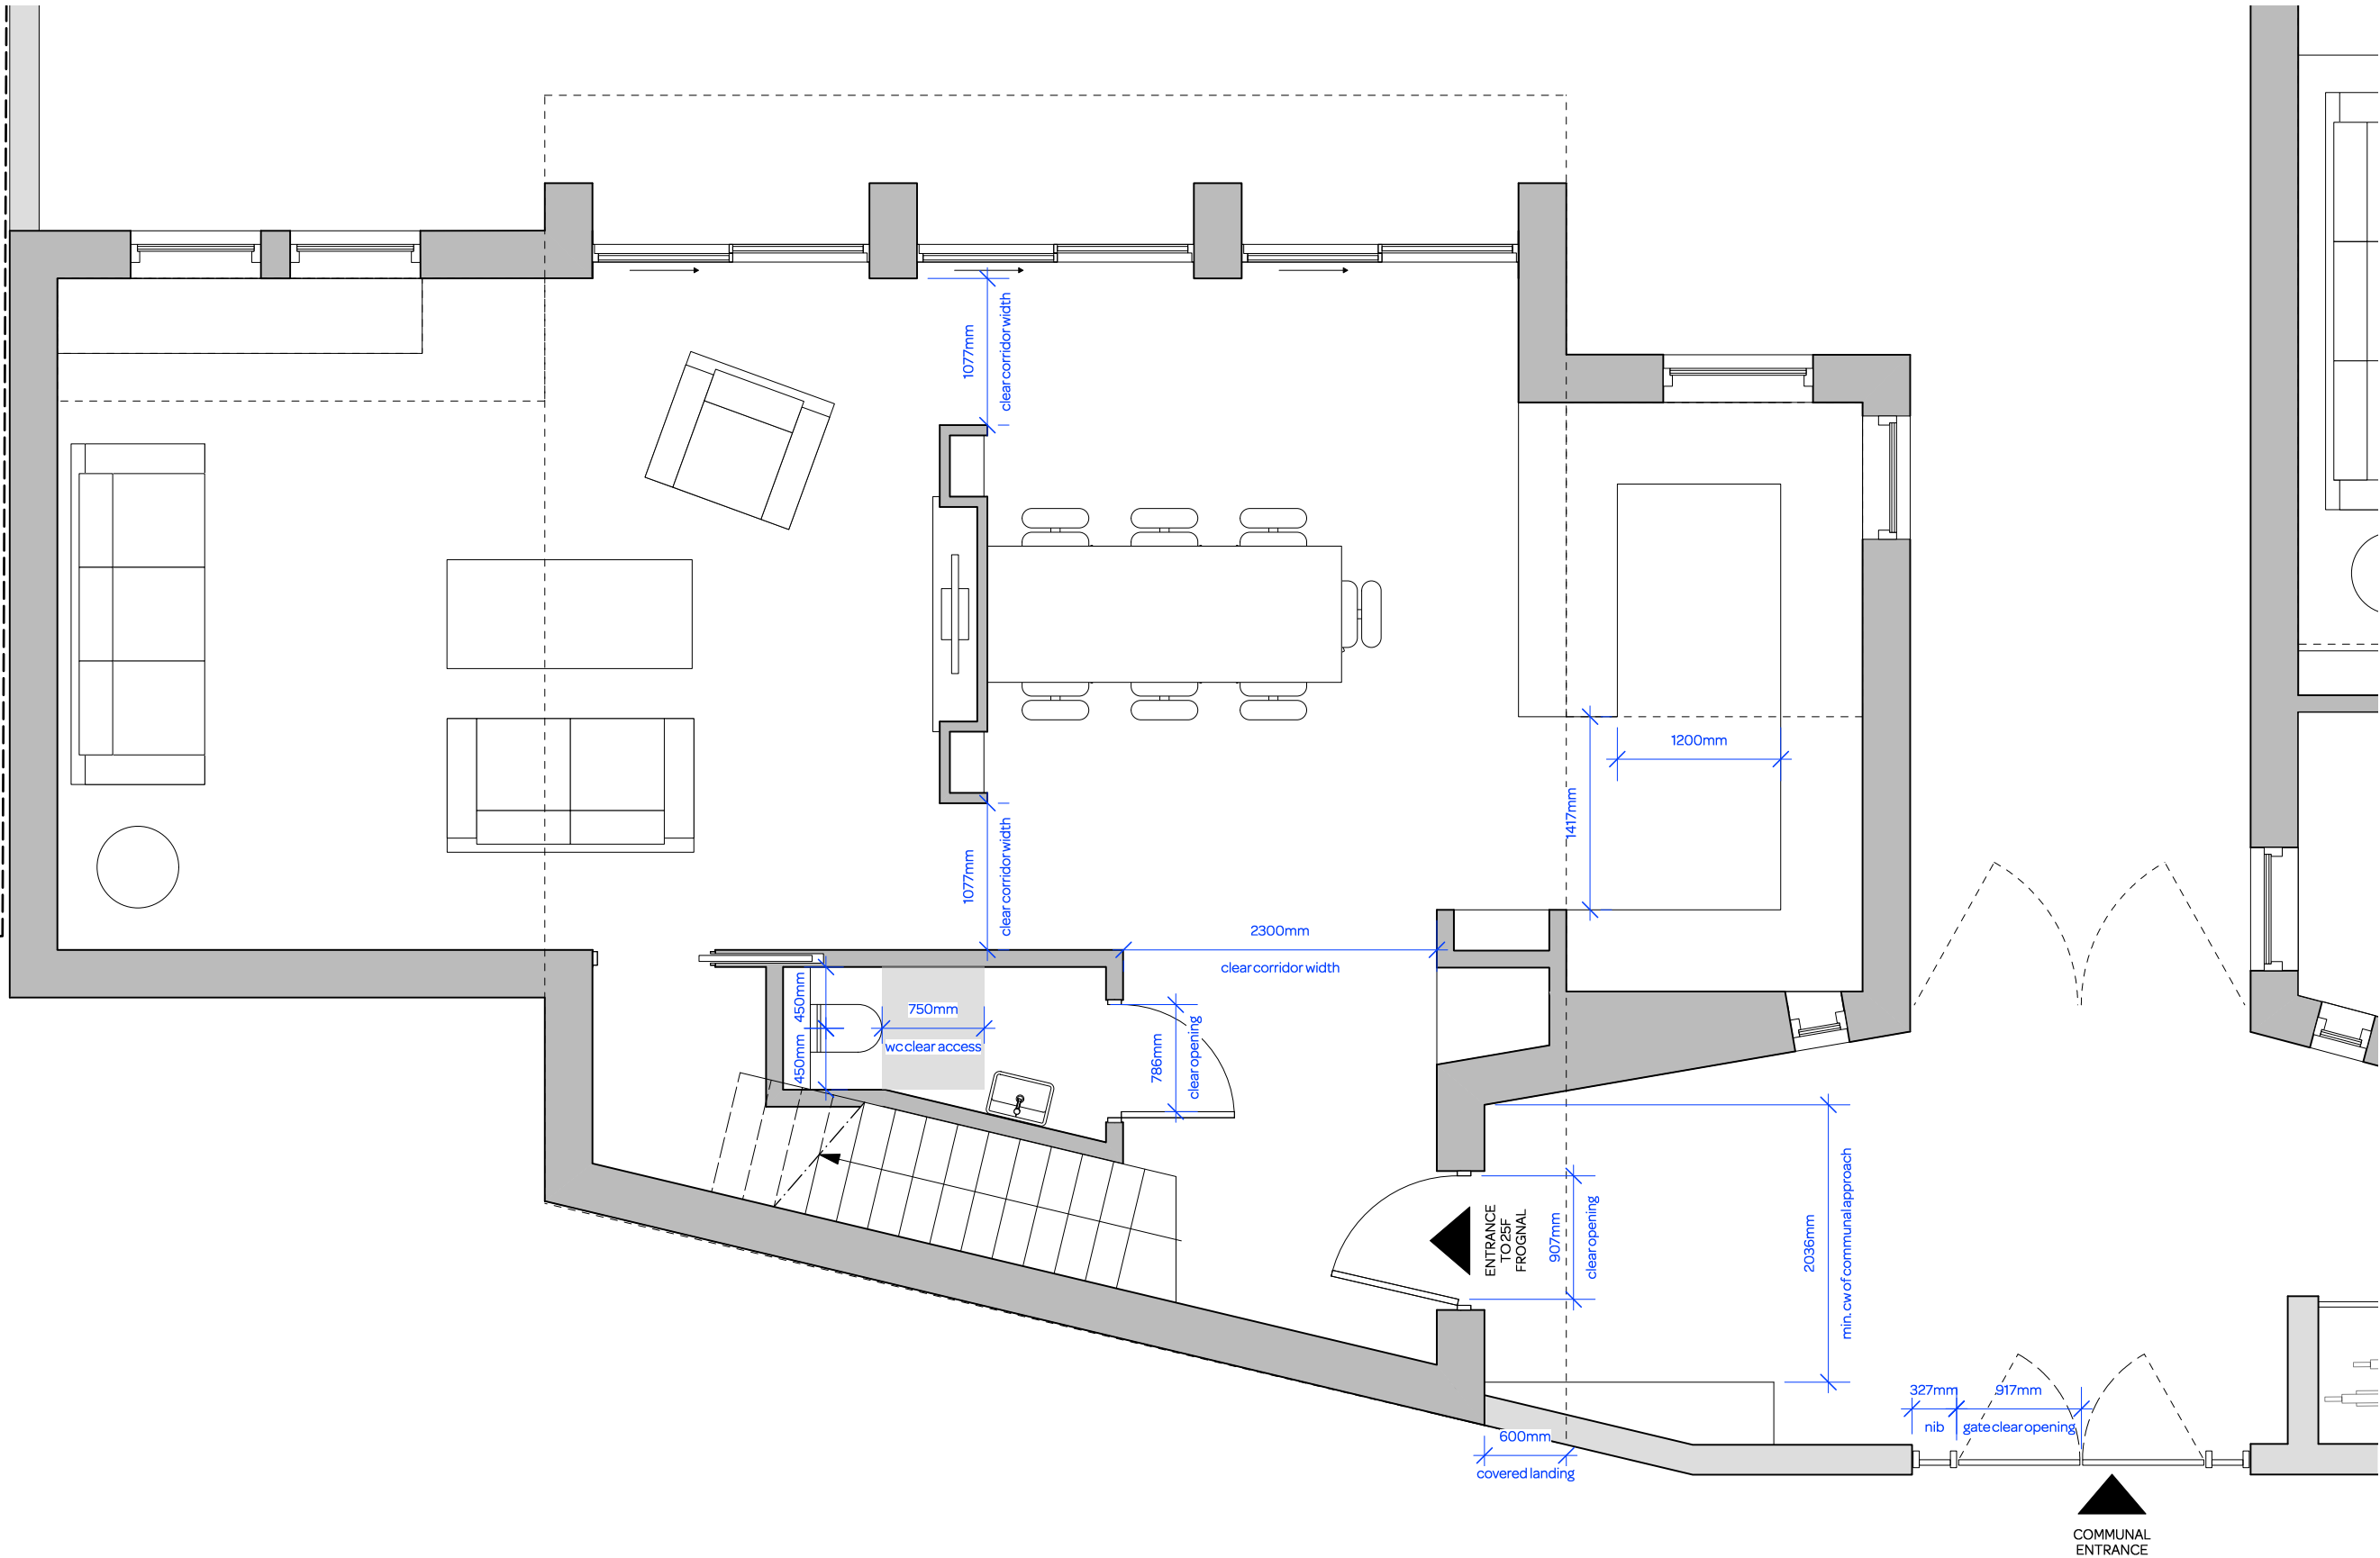 1077mm
clear corridor width
1200mm
1417mm
1077mm
clear corridor width
2300mm
clear corridor width
450mm
450mm
750mm
wc clear access
786mm
clear opening
ENTRANCE
TO 25F
FROGNAL
907mm
clear opening
2036mm
min. cw of communal approach
327mm
nib
917mm
gate clear opening
600mm
covered landing
COMMUNAL
ENTRANCE